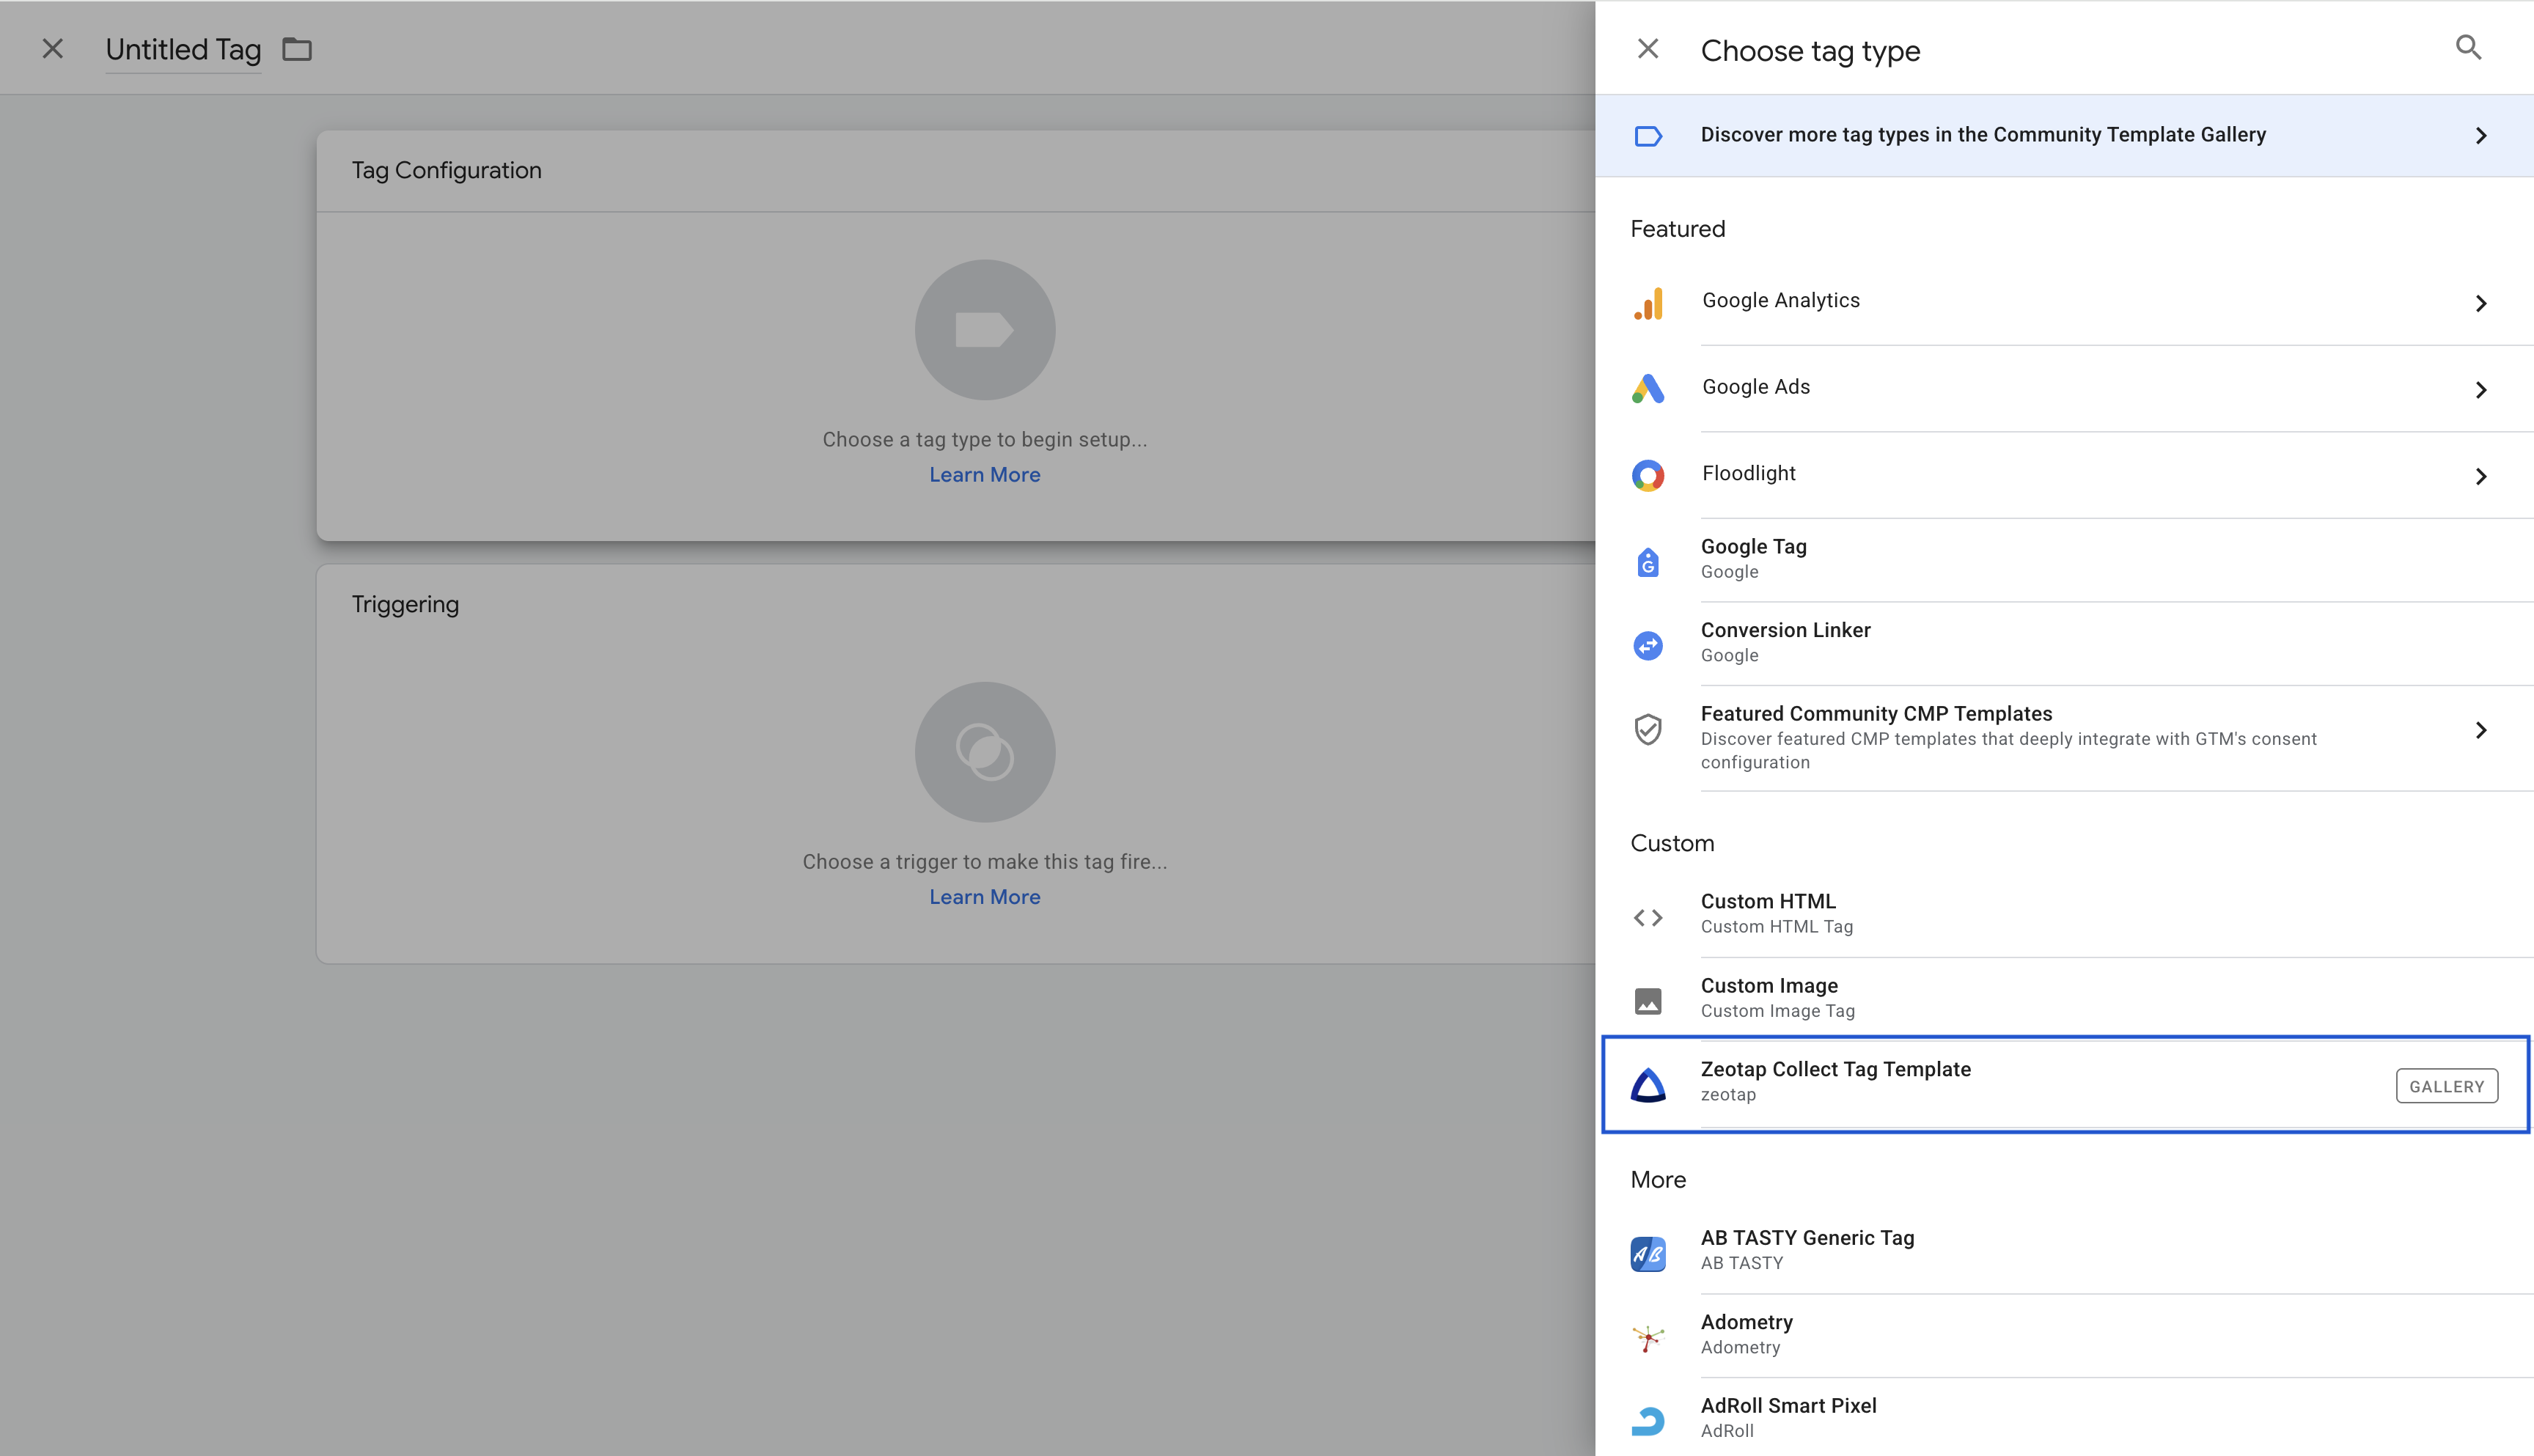 Untitled Tag
Tag Configuration
Choose a tag type to begin setup...
Learn More
Triggering
Choose a trigger to make this tag fire...
Learn More
Choose tag type
Discover more tag types in the Community Template Gallery
Featured
Google Analytics
Google Ads
Floodlight
G
Google Tag
Google
Conversion Linker
Google
Featured Community CMP Templates
Discover featured CMP templates that deeply integrate with GTM's consent
configuration
Custom
Custom HTML
Custom HTML Tag
Custom Image
Custom Image Tag
Zeotap Collect Tag Template
zeotap
GALLERY
More
AB
AB TASTY Generic Tag
AB TASTY
Adometry
Adometry
AdRoll Smart Pixel
AdRoll